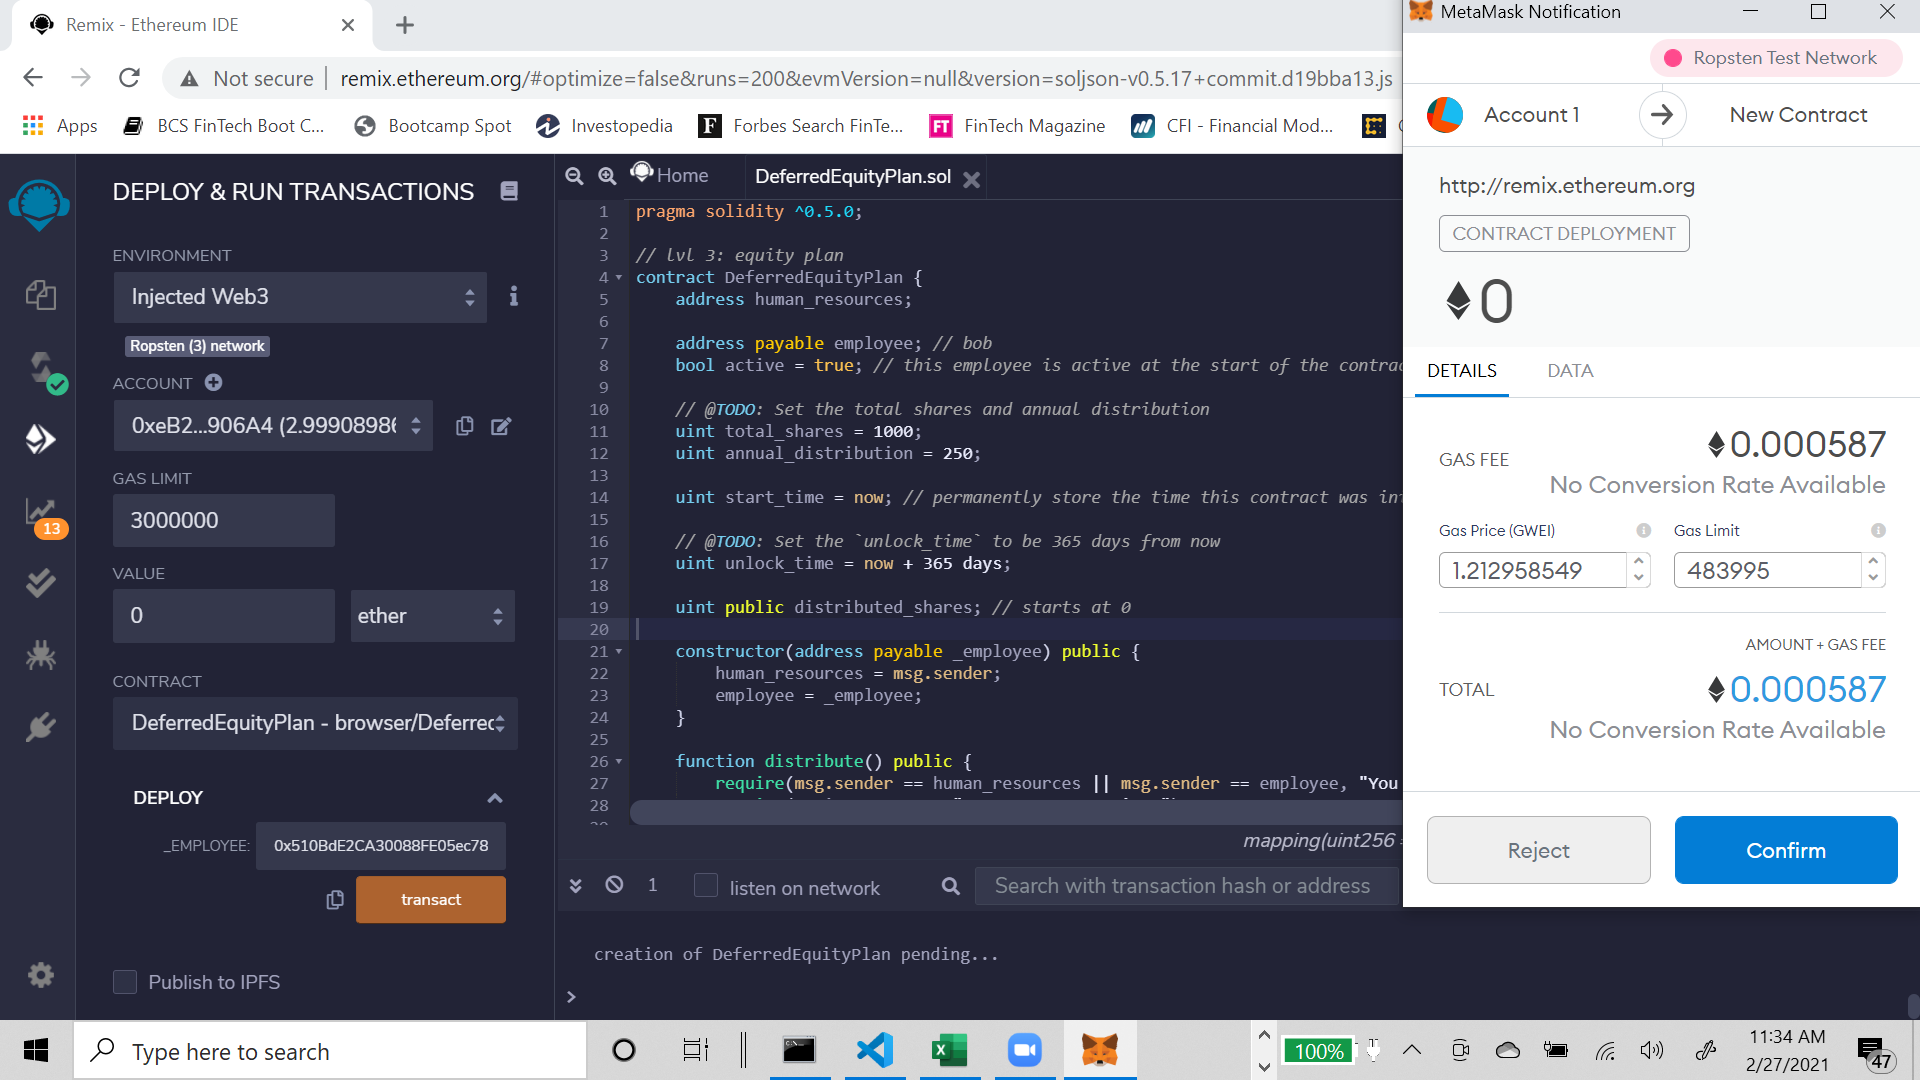 Remix - Ethereum IDE
MetaMask Notification
Not secure
remix.ethereum.org/#optimize=false&runs=200&evmVersion=null&version=soljson-v0.5.17+commit.d19bba13.js
Apps
BCS FinTech Boot C...
Bootcamp Spot
Investopedia
Forbes Search FinTe...
FinTech Magazine
CFI - Financial Mod...
DEPLOY & RUN TRANSACTIONS
ENVIRONMENT
Injected Web3
Ropsten (3) network
ACCOUNT
0xeB2...906A4 (2.99908986
GAS LIMIT
3000000
VALUE
0
ether
CONTRACT
DeferredEquityPlan - browser/Deferred
DEPLOY
_EMPLOYEE:
0x510BdE2CA30088FE05ec78
transact
Publish to IPFS
13
Home
DeferredEquityPlan.sol
1 pragma solidity ^0.5.0;
2
3 // lvl 3: equity plan
4 contract DeferredEquityPlan {
5 address human_resources;
6
7 address payable employee; // bob
8 bool active = true; // this employee is active at the start of the contrac
9
10 // @TODO: Set the total shares and annual distribution
11 uint total_shares = 1000;
12 uint annual_distribution = 250;
13
14 uint start_time = now; // permanently store the time this contract was in
15
16 // @TODO: Set the `unlock_time` to be 365 days from now
17 uint unlock_time = now + 365 days;
18
19 uint public distributed_shares; // starts at 0
20
21 constructor(address payable _employee) public {
22 human_resources = msg.sender;
23 employee = _employee;
24 }
25
26 function distribute() public {
27 require(msg.sender == human_resources || msg.sender == employee, "You
28
mapping(uint256
1
listen on network
Search with transaction hash or address
creation of DeferredEquityPlan pending...
>
Ropsten Test Network
Account 1
New Contract
http://remix.ethereum.org
CONTRACT DEPLOYMENT
0
DETAILS
DATA
GAS FEE
0.000587
No Conversion Rate Available
Gas Price (GWEI)
Gas Limit
1.212958549
483995
AMOUNT + GAS FEE
TOTAL
0.000587
No Conversion Rate Available
Reject
Confirm
Type here to search
100%
11:34 AM
2/27/2021
47